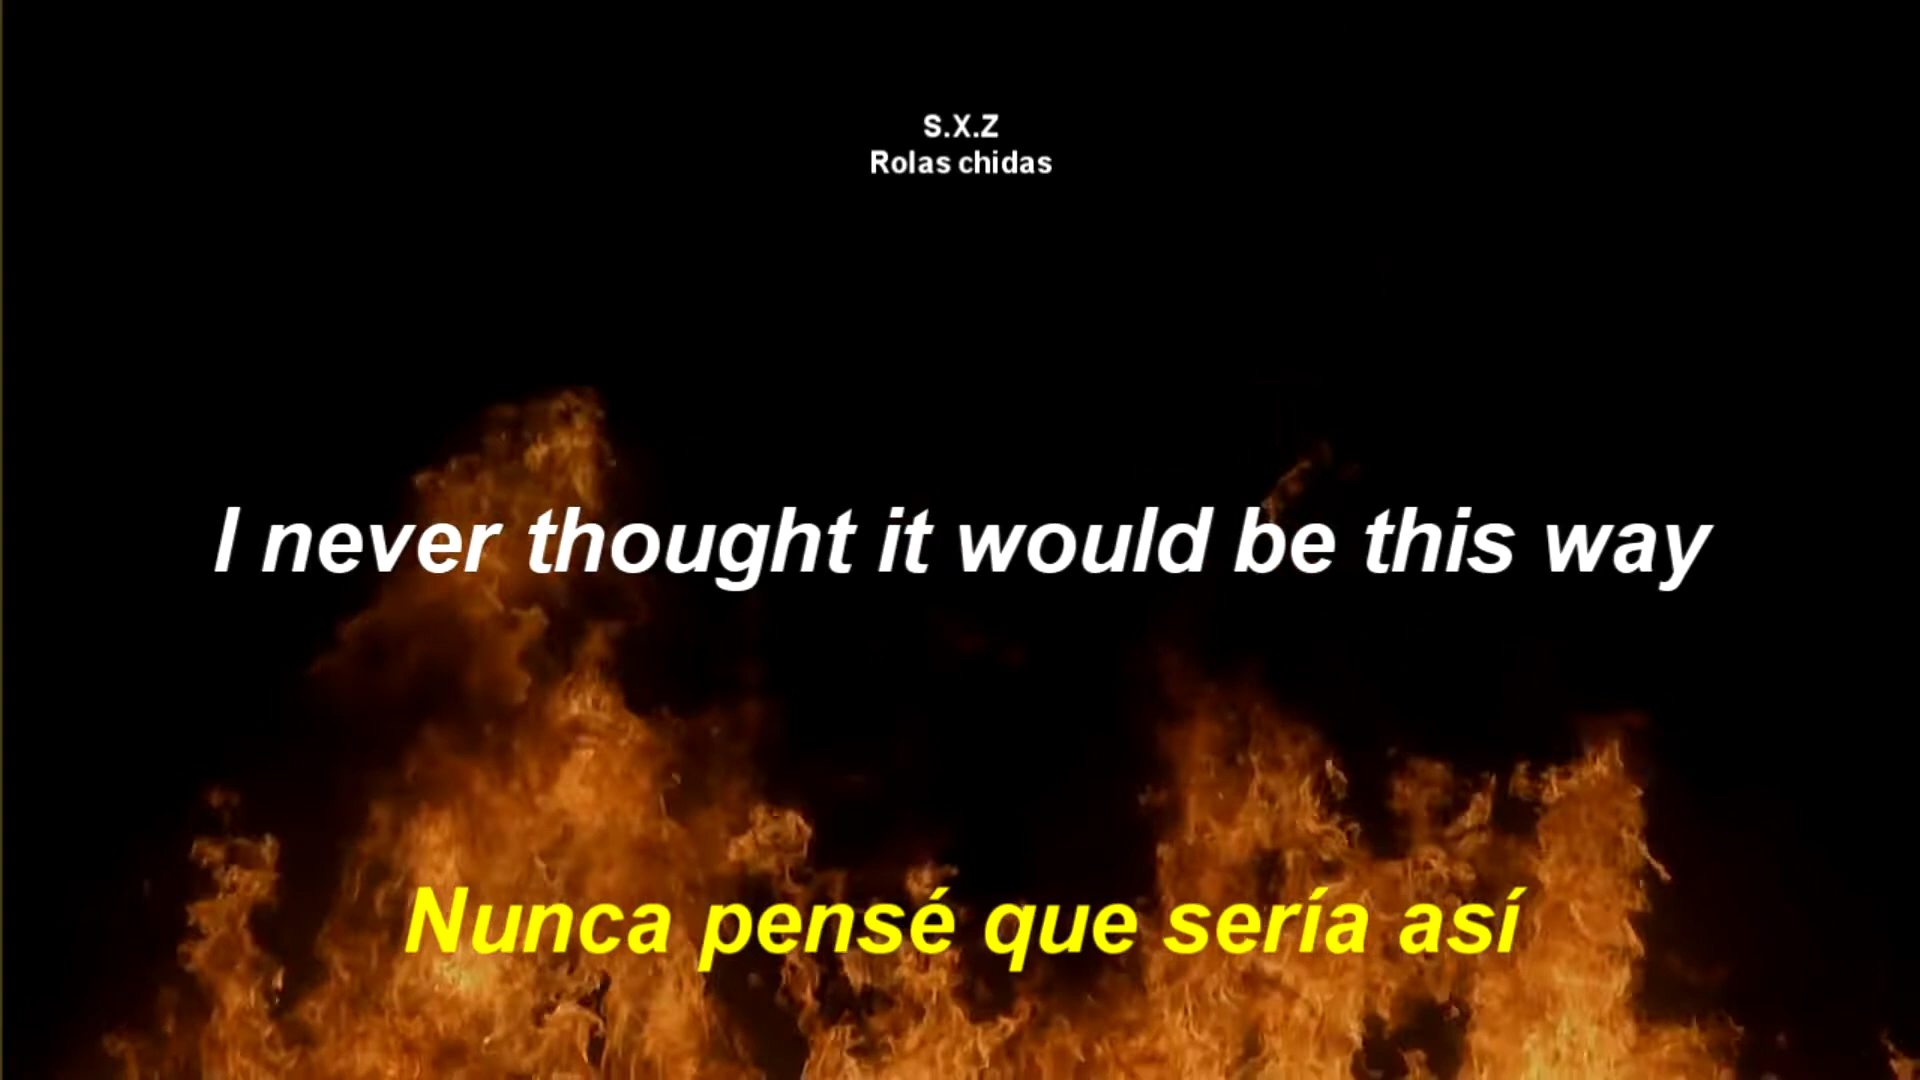 S.X.Z
Rolas chidas
I never thought it would be this way
Nunca pensé que sería así